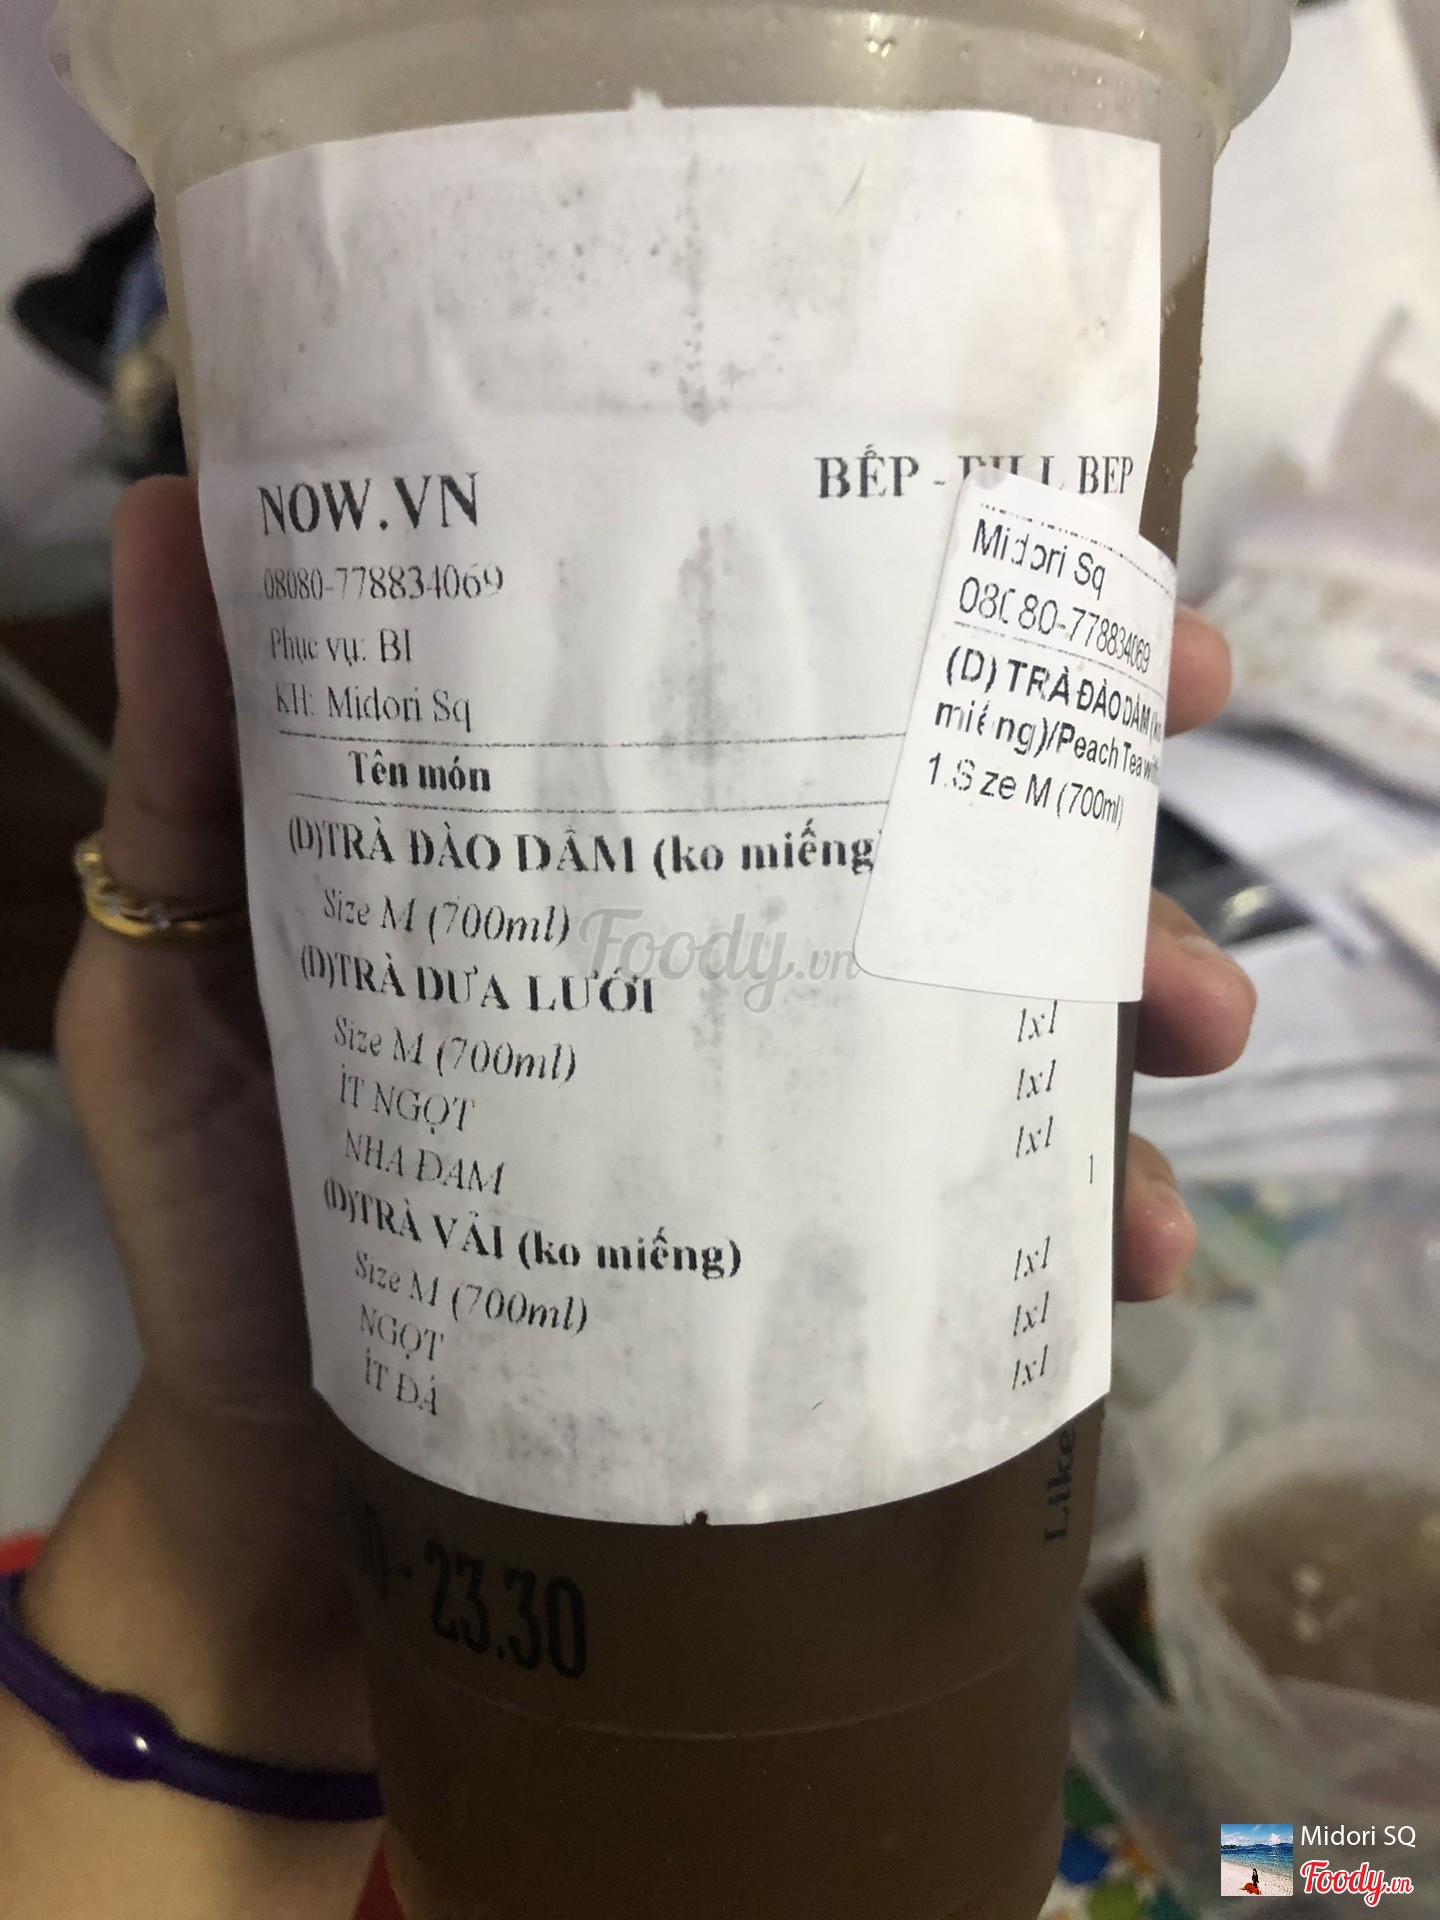 NOW.VN
BẾP - BILL BEP
08080-778834069
Phục vụ: BI
KH: Midori Sq
Tên món
(D)TRÀ ĐÀO DẦM (ko miếng
Size M (700ml)
(D)TRÀ DƯA LƯỚI
Size M (700ml) 1x1
ÍT NGỌT 1x1
NHA ĐAM 1x1
(D)TRÀ VẢI (ko miếng) 1
Size M (700ml) 1x1
NGỌT 1x1
ÍT ĐÁ 1x1
Midori Sq
08080-778834069
(D) TRÀ ĐÀO DẦM
miếng)/Peach Tea
1.Size M (700ml)
Foody.vn
23.30
Like
Midori SQ
Foody.vn